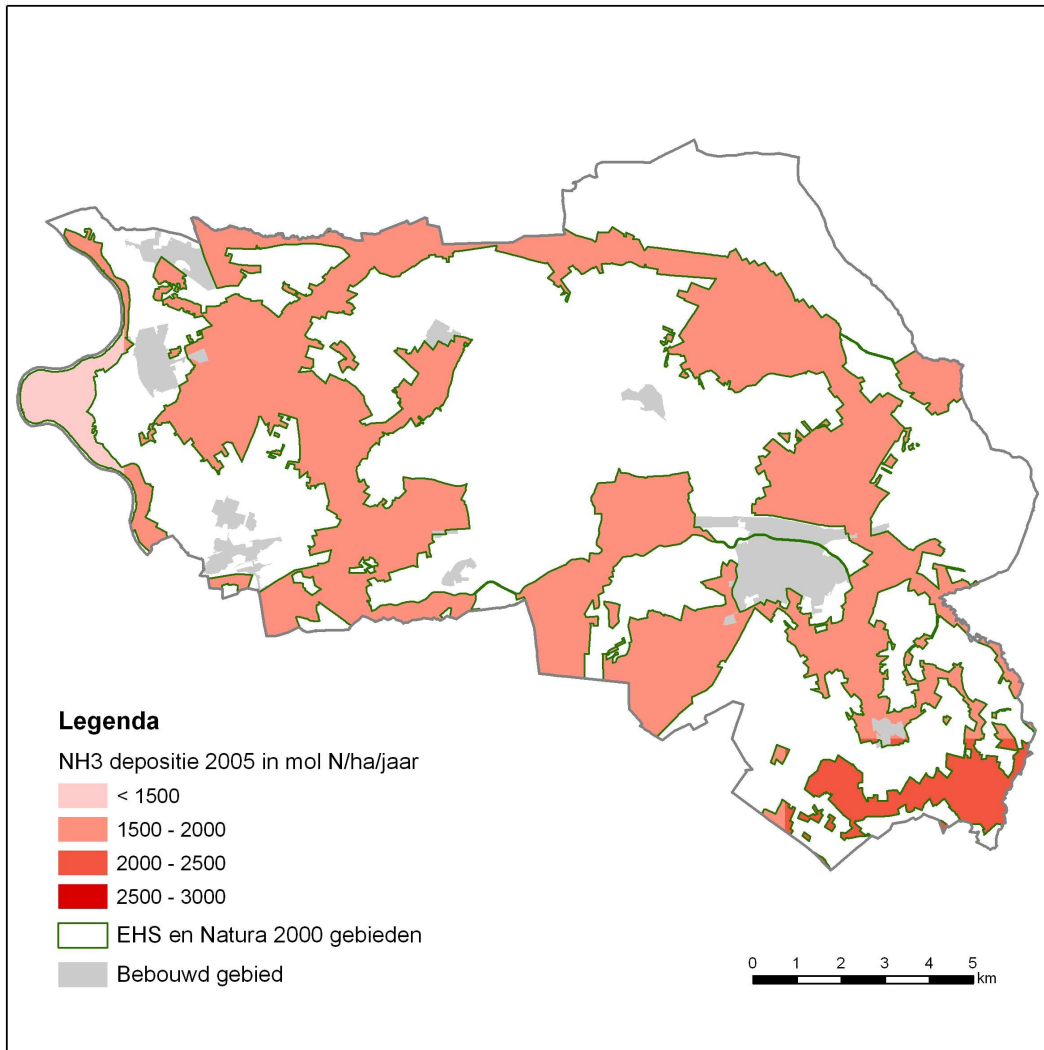 Legenda
NH3 depositie 2005 in mol N/ha/jaar
< 1500
1500 - 2000
2000 - 2500
2500 - 3000
EHS en Natura 2000 gebieden
Bebouwd gebied
0 1 2 3 4 5
km